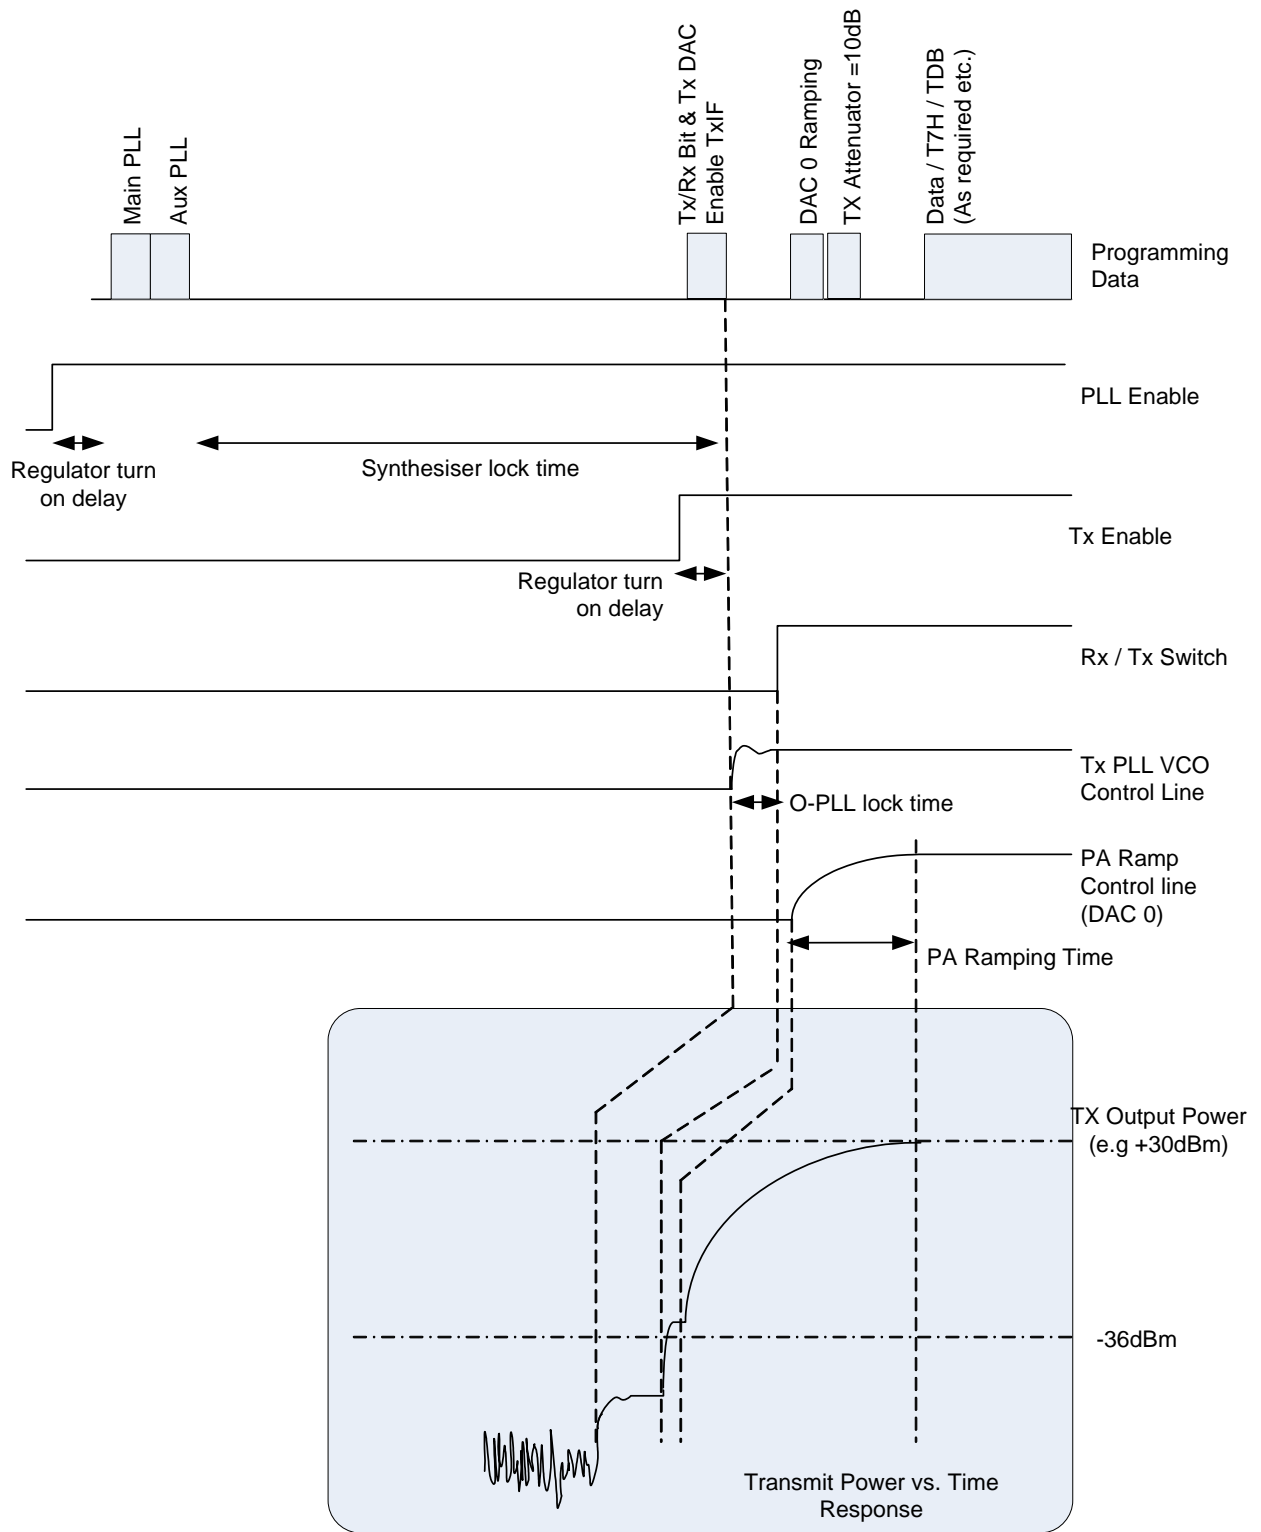 Main PLL
Aux PLL
Tx/Rx Bit & Tx DAC
Enable TxIF
DAC 0 Ramping
TX Attenuator =10dB
Data / T7H / TDB
(As required etc.)
Programming
Data
PLL Enable
Regulator turn
on delay
Synthesiser lock time
Tx Enable
Regulator turn
on delay
Rx / Tx Switch
Tx PLL VCO
Control Line
O-PLL lock time
PA Ramp
Control line
(DAC 0)
PA Ramping Time
TX Output Power
(e.g +30dBm)
-36dBm
Transmit Power vs. Time
Response